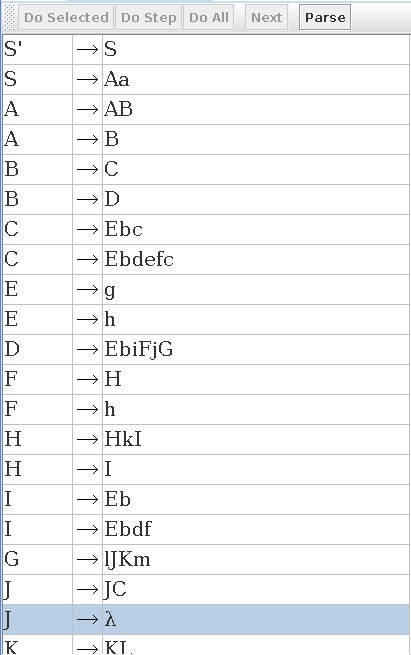 Do Selected Do Step Do All Next Parse
S' → S
S → Aa
A → AB
A → B
B → C
B → D
C → Ebc
C → Ebdefc
E → g
E → h
D → EbiFjG
F → H
F → h
H → HkI
H → I
I → Eb
I → Ebdf
G → lJKm
J → JC
J → λ
K → KL